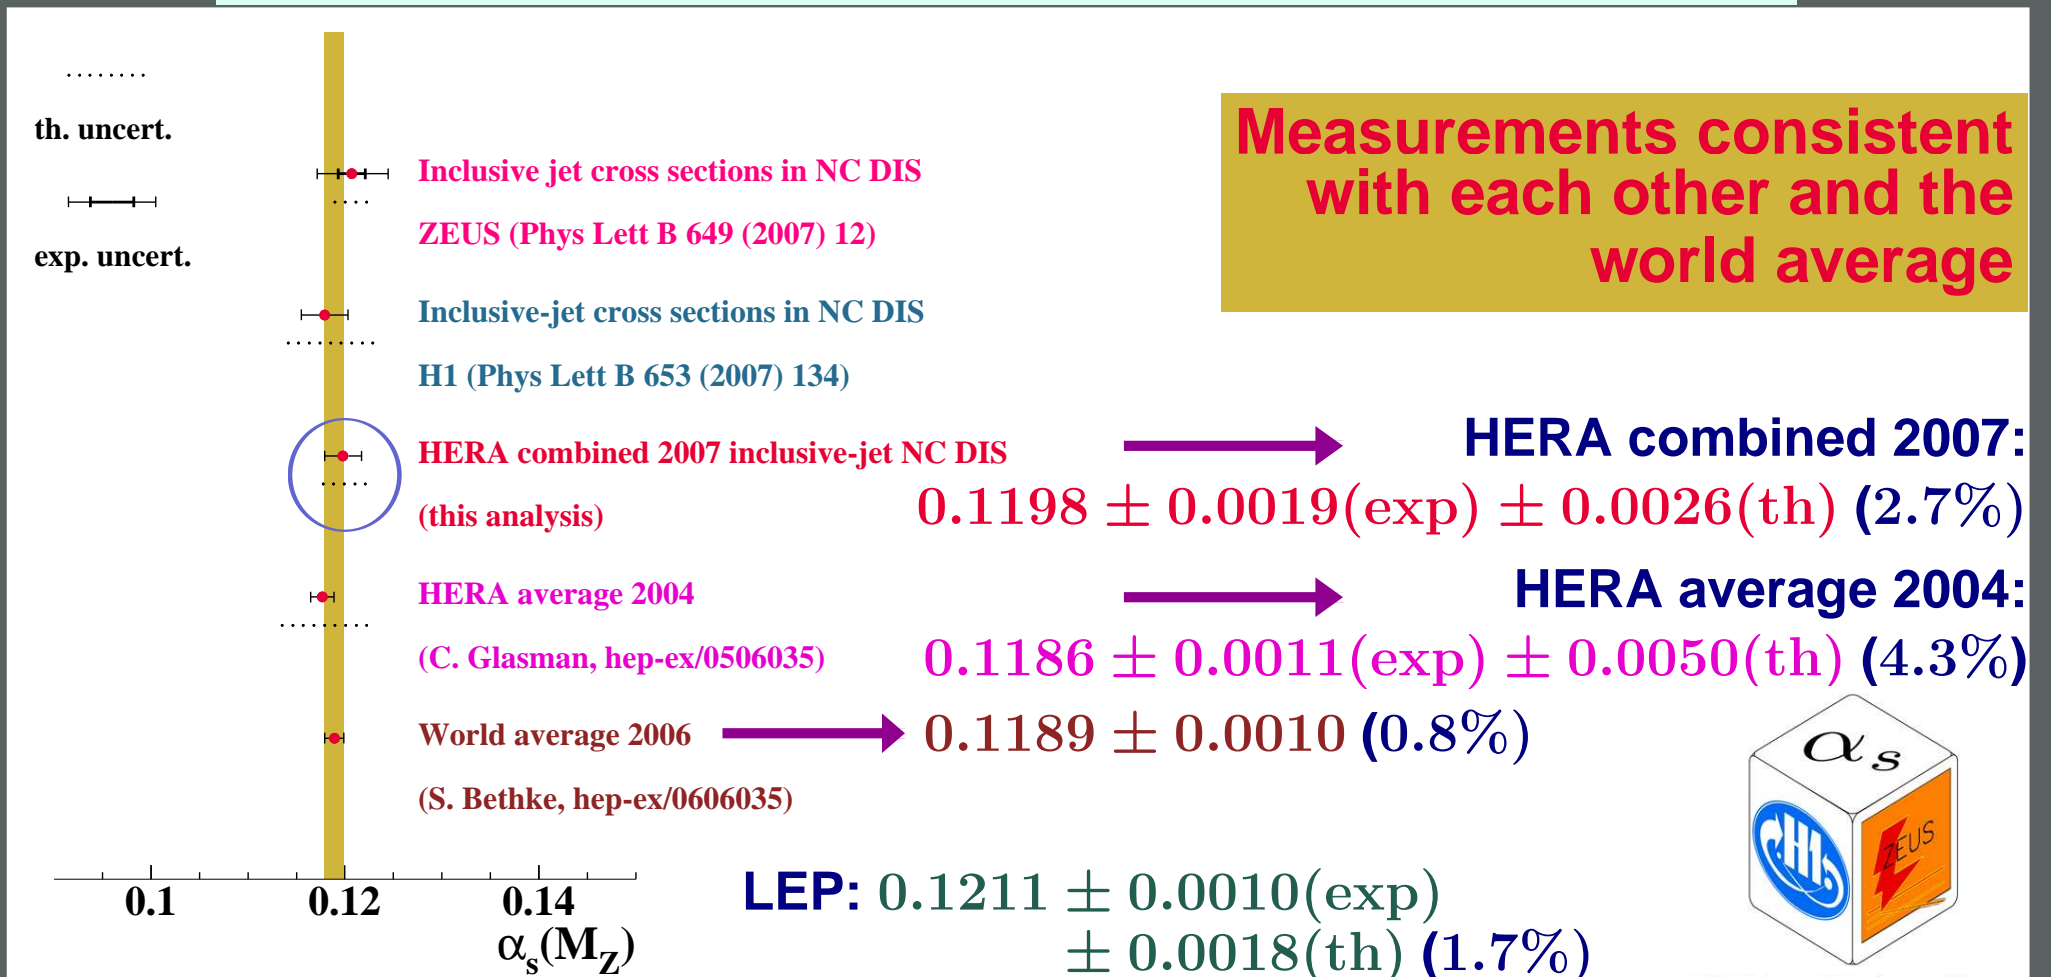 th. uncert.
exp. uncert.
Inclusive jet cross sections in NC DIS
ZEUS (Phys Lett B 649 (2007) 12)
Inclusive-jet cross sections in NC DIS
H1 (Phys Lett B 653 (2007) 134)
HERA combined 2007 inclusive-jet NC DIS
(this analysis)
HERA average 2004
(C. Glasman, hep-ex/0506035)
World average 2006
(S. Bethke, hep-ex/0606035)
0.1 0.12 0.14
αs(MZ)
Measurements consistent
with each other and the
world average
HERA combined 2007:
0.1198 ± 0.0019(exp) ± 0.0026(th) (2.7%)
HERA average 2004:
0.1186 ± 0.0011(exp) ± 0.0050(th) (4.3%)
0.1189 ± 0.0010 (0.8%)
LEP: 0.1211 ± 0.0010(exp)
± 0.0018(th) (1.7%)
αs
H1
ZEUS